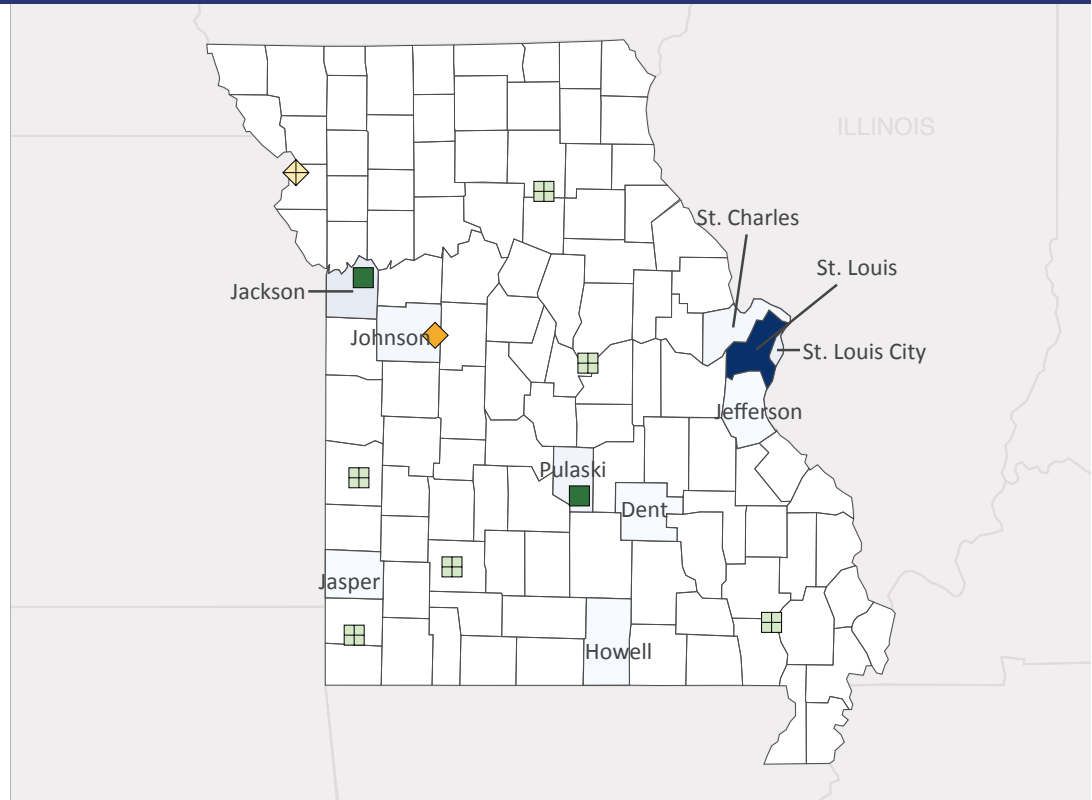 ILLINOIS
St. Charles
St. Louis
Jackson
Johnson
St. Louis City
Jefferson
Pulaski
Dent
Jasper
Howell